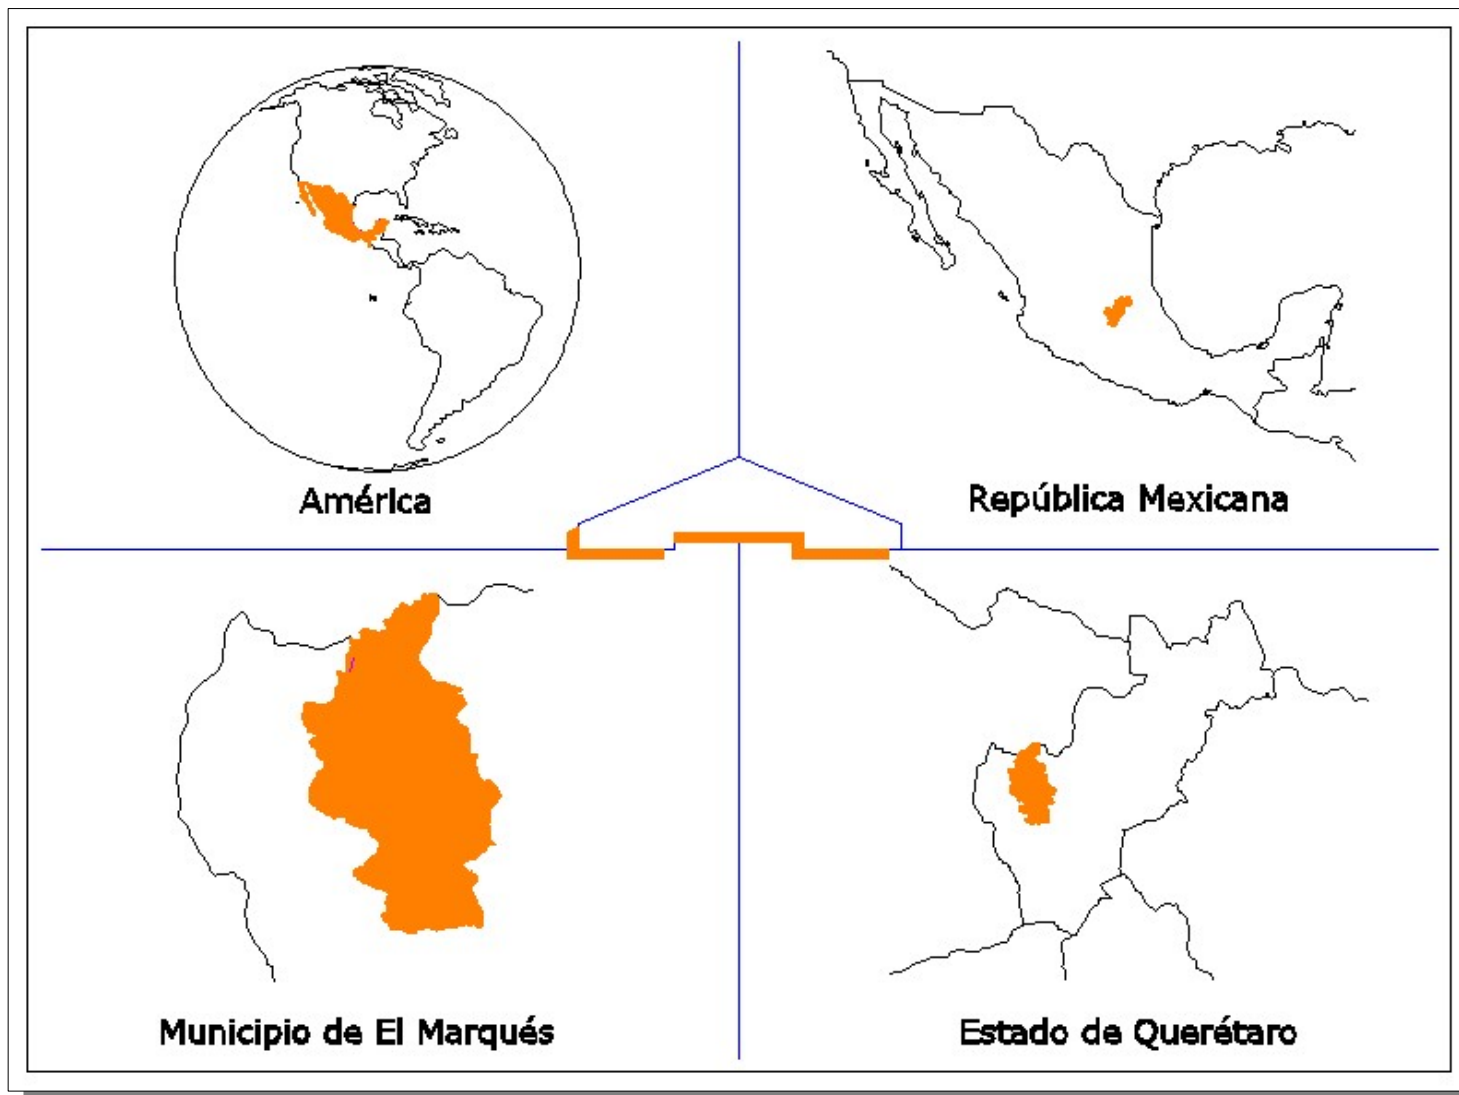 América
República Mexicana
Municipio de El Marqués
Estado de Querétaro